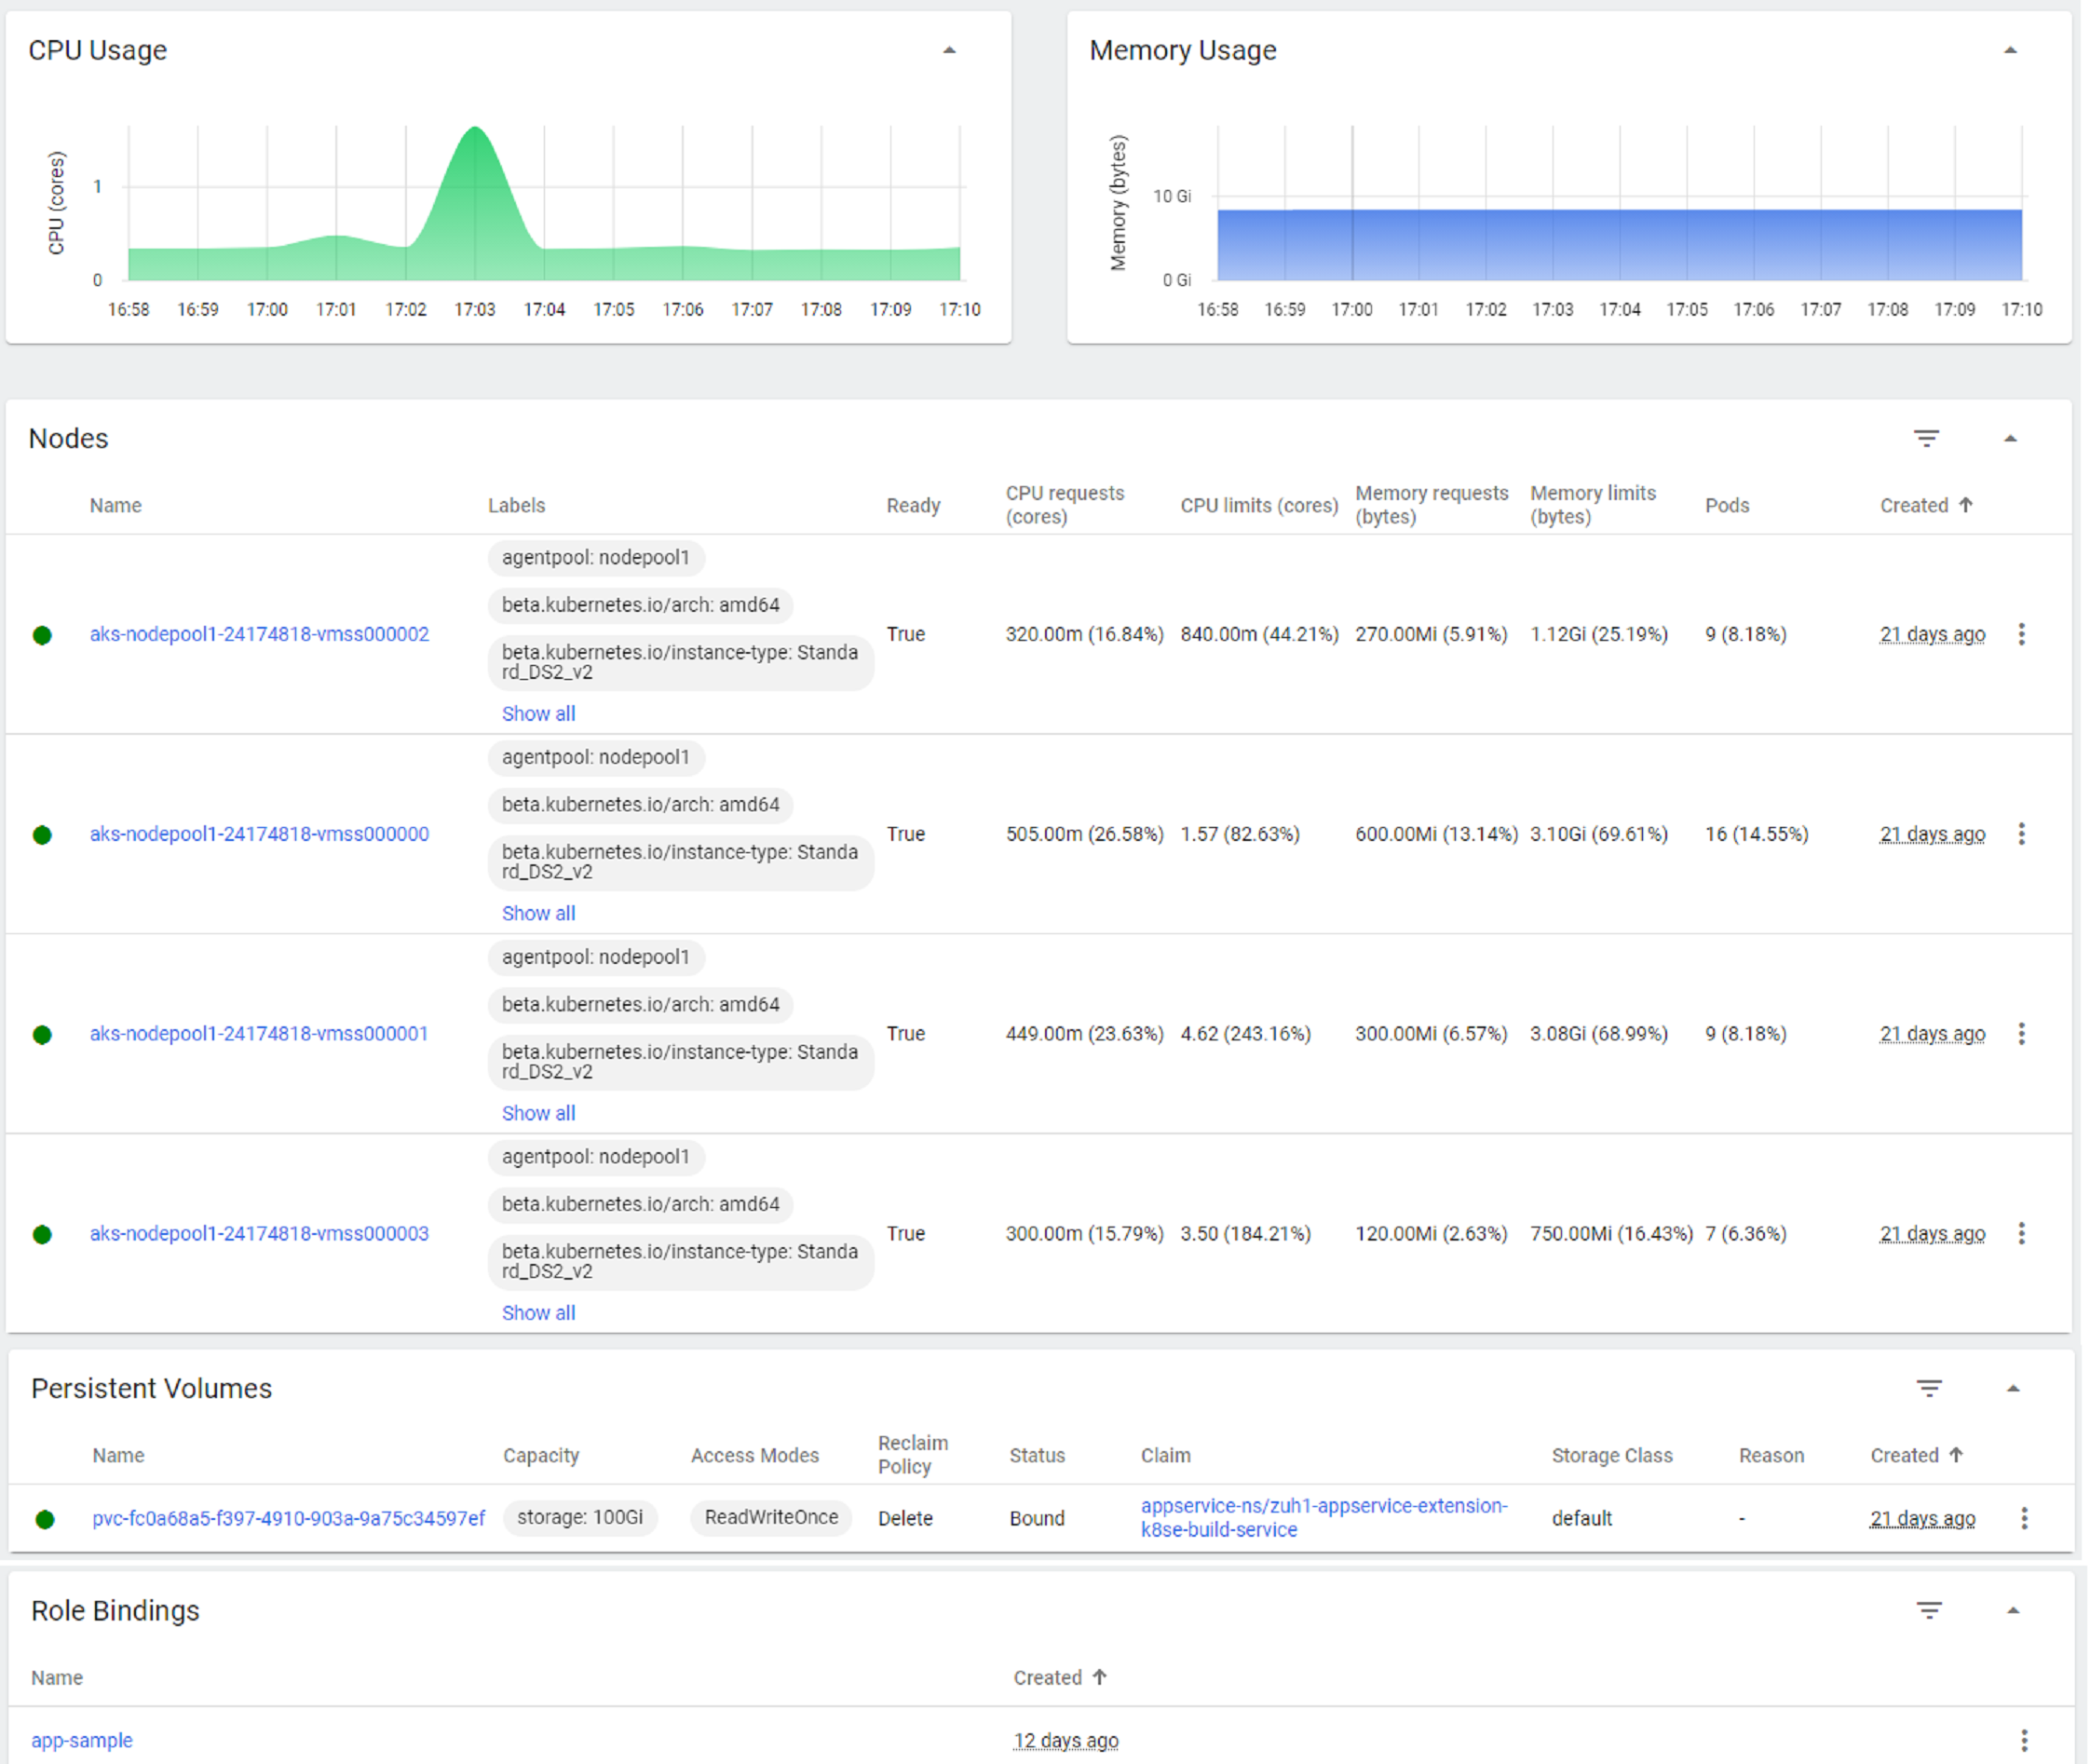 CPU Usage
CPU (cores)
1
0
16:58 16:59 17:00 17:01 17:02 17:03 17:04 17:05 17:06 17:07 17:08 17:09 17:10
Memory Usage
Memory (bytes)
10 Gi
0 Gi
16:58 16:59 17:00 17:01 17:02 17:03 17:04 17:05 17:06 17:07 17:08 17:09 17:10
Nodes
Name Labels Ready CPU requests (cores) CPU limits (cores) Memory requests (bytes) Memory limits (bytes) Pods Created
agentpool: nodepool1
beta.kubernetes.io/arch: amd64
aks-nodepool1-24174818-vmss000002 True 320.00m (16.84%) 840.00m (44.21%) 270.00Mi (5.91%) 1.12Gi (25.19%) 9 (8.18%) 21 days ago
beta.kubernetes.io/instance-type: Standa
rd_DS2_v2
Show all
agentpool: nodepool1
beta.kubernetes.io/arch: amd64
aks-nodepool1-24174818-vmss000000 True 505.00m (26.58%) 1.57 (82.63%) 600.00Mi (13.14%) 3.10Gi (69.61%) 16 (14.55%) 21 days ago
beta.kubernetes.io/instance-type: Standa
rd_DS2_v2
Show all
agentpool: nodepool1
beta.kubernetes.io/arch: amd64
aks-nodepool1-24174818-vmss000001 True 449.00m (23.63%) 4.62 (243.16%) 300.00Mi (6.57%) 3.08Gi (68.99%) 9 (8.18%) 21 days ago
beta.kubernetes.io/instance-type: Standa
rd_DS2_v2
Show all
agentpool: nodepool1
beta.kubernetes.io/arch: amd64
aks-nodepool1-24174818-vmss000003 True 300.00m (15.79%) 3.50 (184.21%) 120.00Mi (2.63%) 750.00Mi (16.43%) 7 (6.36%) 21 days ago
beta.kubernetes.io/instance-type: Standa
rd_DS2_v2
Show all
Persistent Volumes
Name Capacity Access Modes Reclaim Policy Status Claim Storage Class Reason Created
pvc-fc0a68a5-f397-4910-903a-9a75c34597ef storage: 100Gi ReadWriteOnce Delete Bound appservice-ns/zuh1-appservice-extension-k8se-build-service default - 21 days ago
Role Bindings
Name Created
app-sample 12 days ago